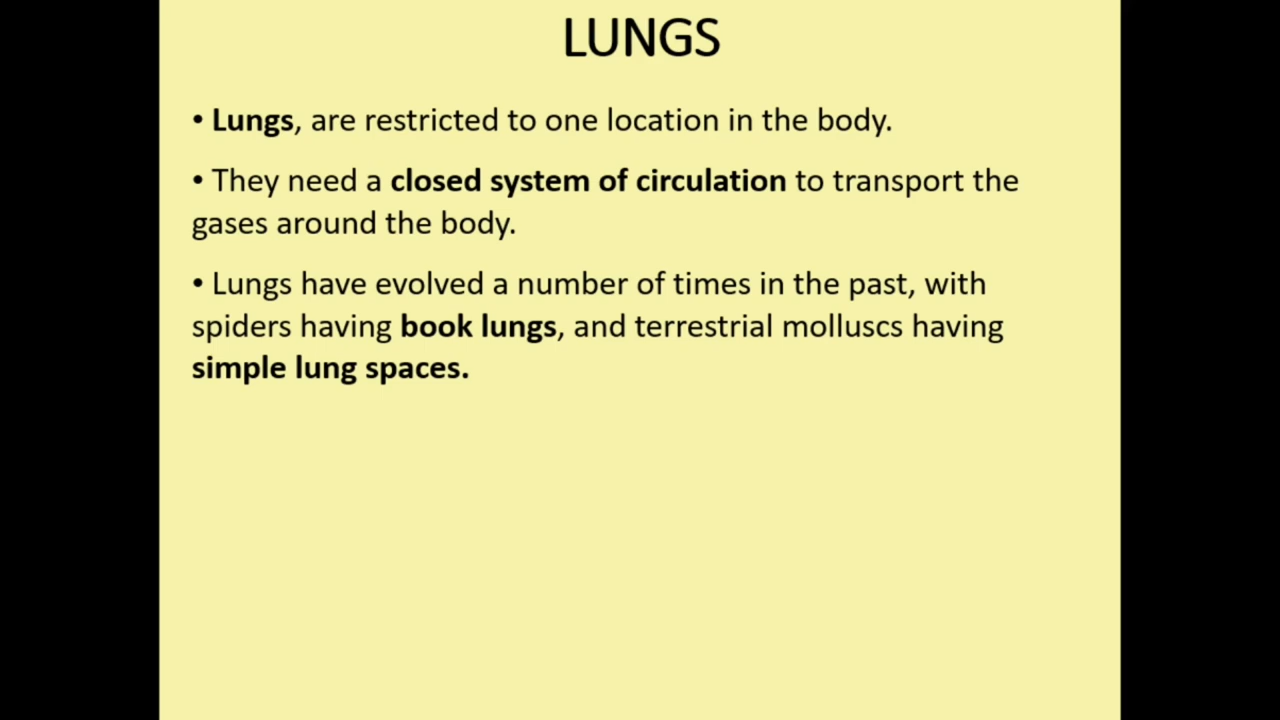 LUNGS
• Lungs, are restricted to one location in the body.
• They need a closed system of circulation to transport the
gases around the body.
• Lungs have evolved a number of times in the past, with
spiders having book lungs, and terrestrial molluscs having
simple lung spaces.